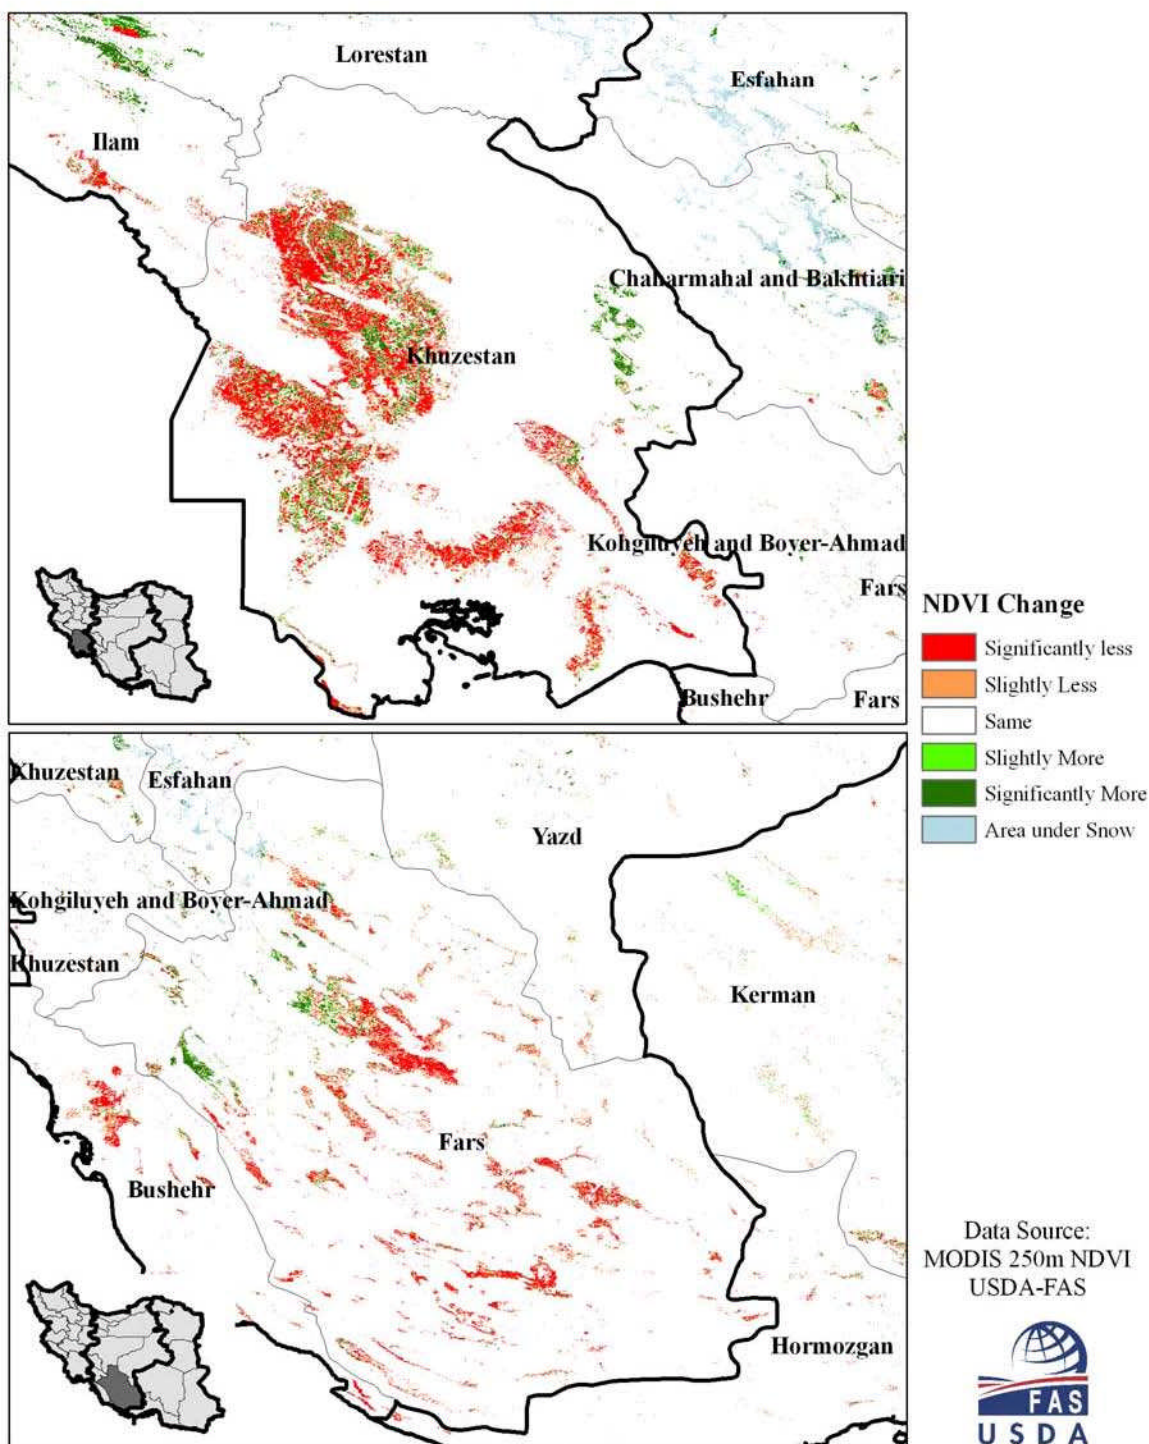 Lorestan
Esfahan
Ilam
Chaharmahal and Bakhtiari
Khuzestan
Kohgiluyeh and Boyer-Ahmad
Fars
Bushehr
Fars
NDVI Change
Significantly less
Slightly Less
Same
Slightly More
Significantly More
Area under Snow
Khuzestan
Esfahan
Yazd
Kohgiluyeh and Boyer-Ahmad
Khuzestan
Kerman
Fars
Bushehr
Hormozgan
Data Source:
MODIS 250m NDVI
USDA-FAS
FAS
USDA